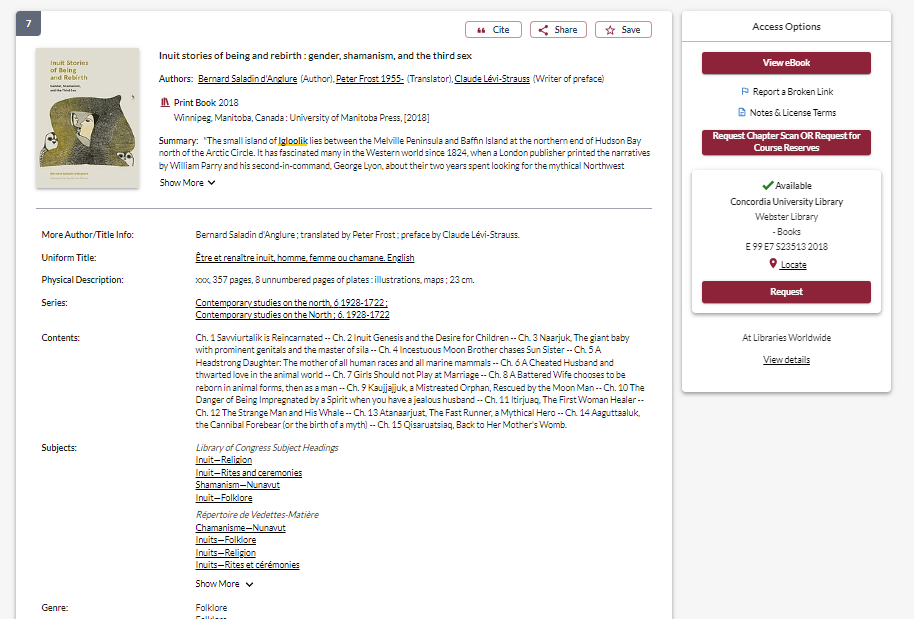 7
Cite
Share
Save
Inuit Stories
of Being
and Rebirth
Gender, Shamanism,
and the Third Sex
Inuit stories of being and rebirth : gender, shamanism, and the third sex
Authors: Bernard Saladin d'Anglure (Author), Peter Frost 1955- (Translator), Claude Lévi-Strauss (Writer of preface)
Print Book 2018
Winnipeg, Manitoba, Canada : University of Manitoba Press, [2018]
Summary: "The small island of Igloolik lies between the Melville Peninsula and Baffin Island at the northern end of Hudson Bay
north of the Arctic Circle. It has fascinated many in the Western world since 1824, when a London publisher printed the narratives
by William Parry and his second-in-command, George Lyon, about their two years spent looking for the mythical Northwest
Show More
More Author/Title Info: Bernard Saladin d'Anglure ; translated by Peter Frost ; preface by Claude Lévi-Strauss.
Uniform Title: Être et renaître inuit, homme, femme ou chamane. English
Physical Description: xxx, 357 pages, 8 unnumbered pages of plates : illustrations, maps ; 23 cm.
Series: Contemporary studies on the north, 6 1928-1722 ;
Contemporary studies on the North ; 6. 1928-1722
Contents: Ch. 1 Savviurtalik is Reincarnated -- Ch. 2 Inuit Genesis and the Desire for Children -- Ch. 3 Naarjuk, The giant baby
with prominent genitals and the master of sila -- Ch. 4 Incestuous Moon Brother chases Sun Sister -- Ch. 5 A
Headstrong Daughter: The mother of all human races and all marine mammals -- Ch. 6 A Cheated Husband and
thwarted love in the animal world -- Ch. 7 Girls Should not Play at Marriage -- Ch. 8 A Battered Wife chooses to be
reborn in animal forms, then as a man -- Ch. 9 Kaujjajjuk, a Mistreated Orphan, Rescued by the Moon Man -- Ch. 10 The
Danger of Being Impregnated by a Spirit when you have a jealous husband -- Ch. 11 Itirjuaq, The First Woman Healer --
Ch. 12 The Strange Man and His Whale -- Ch. 13 Atanaarjuat, The Fast Runner, a Mythical Hero -- Ch. 14 Aaguttaaluk,
the Cannibal Forebear (or the birth of a myth) -- Ch. 15 Qisaruatsiaq, Back to Her Mother's Womb.
Subjects: Library of Congress Subject Headings
Inuit—Religion
Inuit—Rites and ceremonies
Shamanism—Nunavut
Inuit—Folklore
Répertoire de Vedettes-Matière
Chamanisme—Nunavut
Inuits—Folklore
Inuits—Religion
Inuits—Rites et cérémonies
Show More
Genre: Folklore
Access Options
View eBook
Report a Broken Link
Notes & License Terms
Request Chapter Scan OR Request for
Course Reserves
Available
Concordia University Library
Webster Library
- Books
E 99 E7 S23513 2018
Locate
Request
At Libraries Worldwide
View details